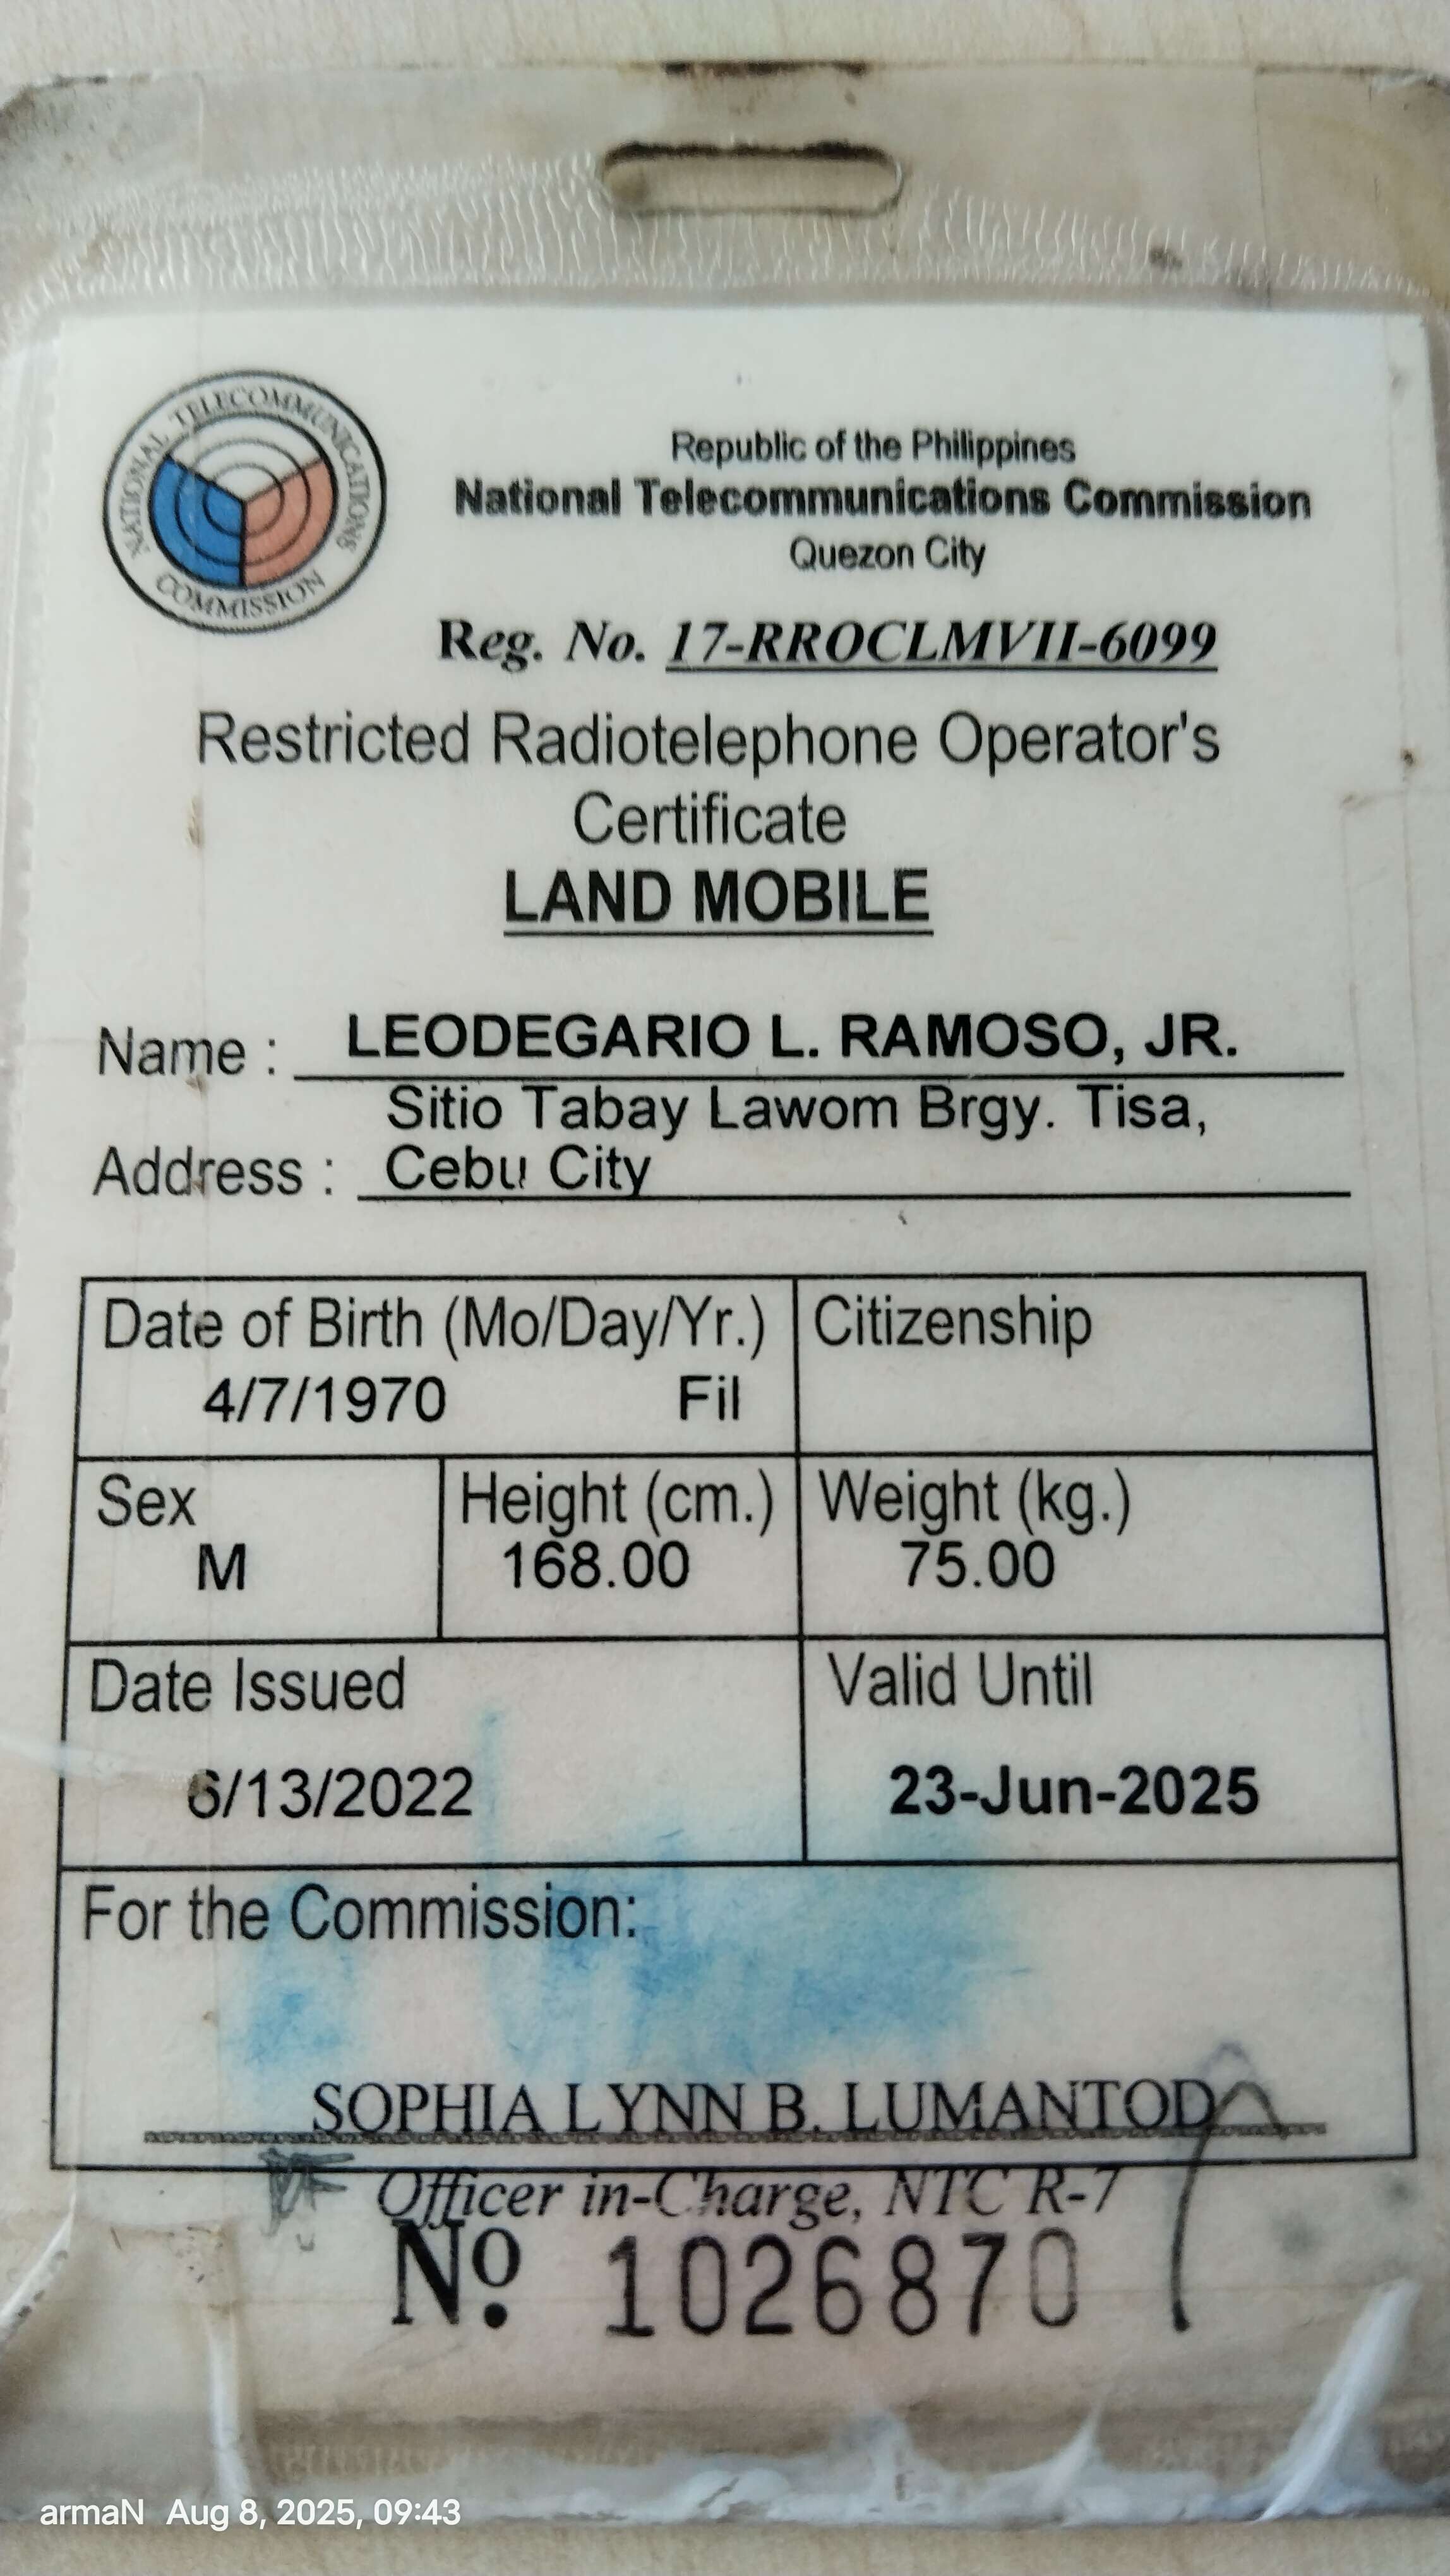 NATIONAL TELECOMMUNICATIONS COMMISSION
Republic of the Philippines
National Telecommunications Commission
Quezon City
Reg. No. 17-RROCLMVII-6099
Restricted Radiotelephone Operator's
Certificate
LAND MOBILE
Name : LEODEGARIO L. RAMOSO, JR.
Sitio Tabay Lawom Brgy. Tisa,
Address : Cebu City
Date of Birth (Mo/Day/Yr.) Citizenship
4/7/1970 Fil
Sex Height (cm.) Weight (kg.)
M 168.00 75.00
Date Issued Valid Until
6/13/2022 23-Jun-2025
For the Commission:
SOPHIA LYNN B. LUMANTOD
Officer in-Charge, NTC R-7
No. 1026870
armaN Aug 8, 2025, 09:43